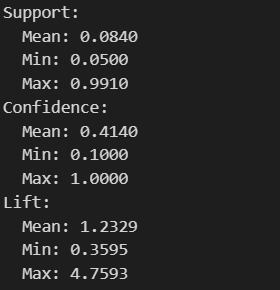 Support:
Mean: 0.0840
Min: 0.0500
Max: 0.9910
Confidence:
Mean: 0.4140
Min: 0.1000
Max: 1.0000
Lift:
Mean: 1.2329
Min: 0.3595
Max: 4.7593